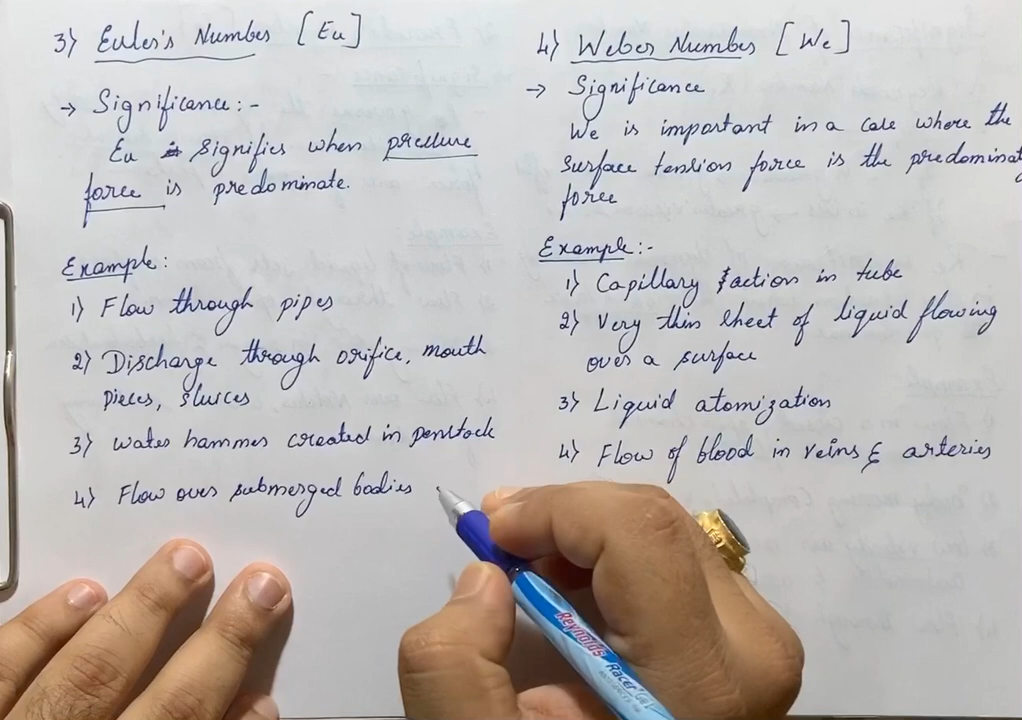 3) Euler's Number [Eu]
→ Significance:-
Eu is signifies when pressure
force is predominate.
Example:
1) Flow through pipes
2) Discharge through orifice, mouth
pieces, sluices
3) water hammer created in penstock
4) Flow over submerged bodies
4) Weber Number [We]
→ Significance
We is important in a case where the
surface tension force is the predominat
force
Example:-
1) Capillary action in tube
2) Very thin sheet of liquid flowing
over a surface
3) Liquid atomization
4) Flow of blood in veins & arteries
Reynolds
Racer Gel